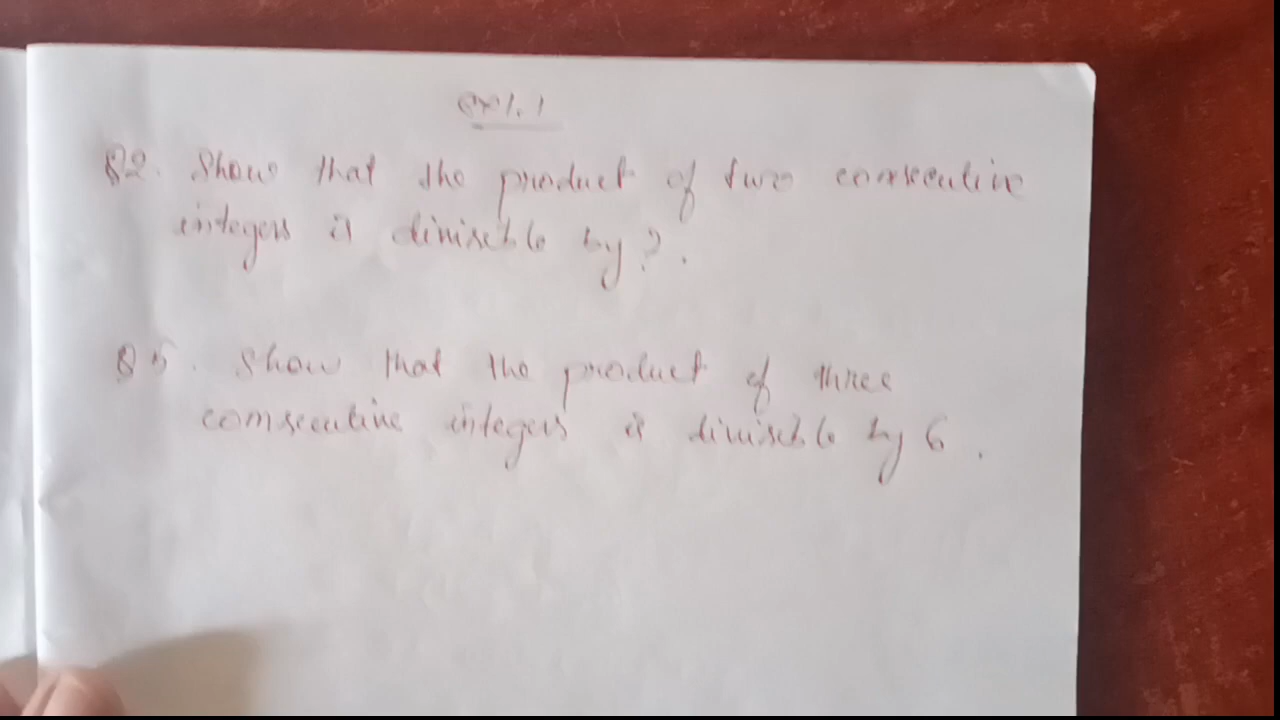 Ex 1.1
Q2. Show that the product of two consecutive
integers is divisible by 2.
Q5. Show that the product of three
consecutive integers is divisible by 6.